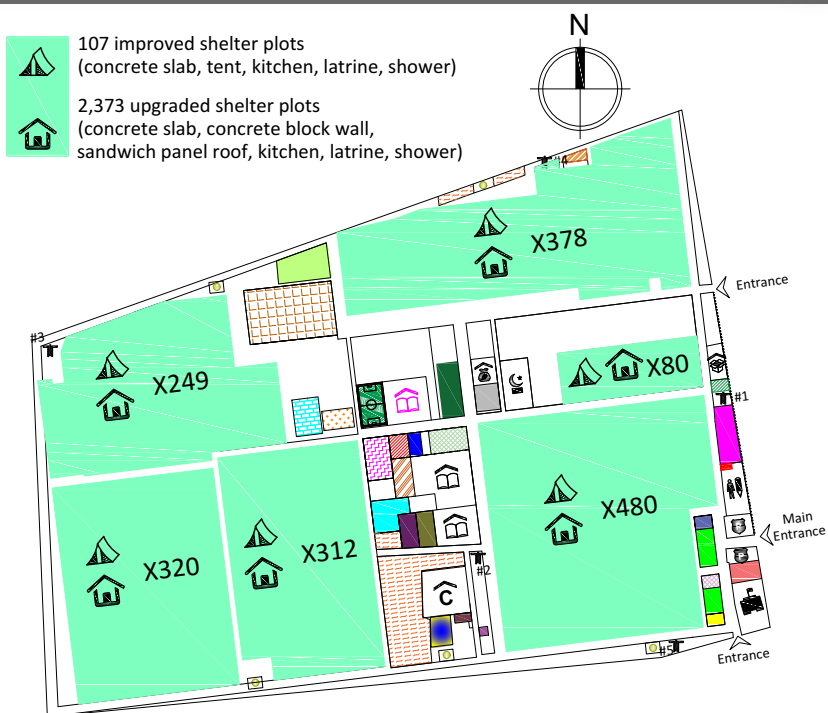 107 improved shelter plots
(concrete slab, tent, kitchen, latrine, shower)
2,373 upgraded shelter plots
(concrete slab, concrete block wall,
sandwich panel roof, kitchen, latrine, shower)
N
#4
X378
Entrance
#3
X249
X80
#1
X480
Main
Entrance
X320
X312
#2
C
#5
Entrance